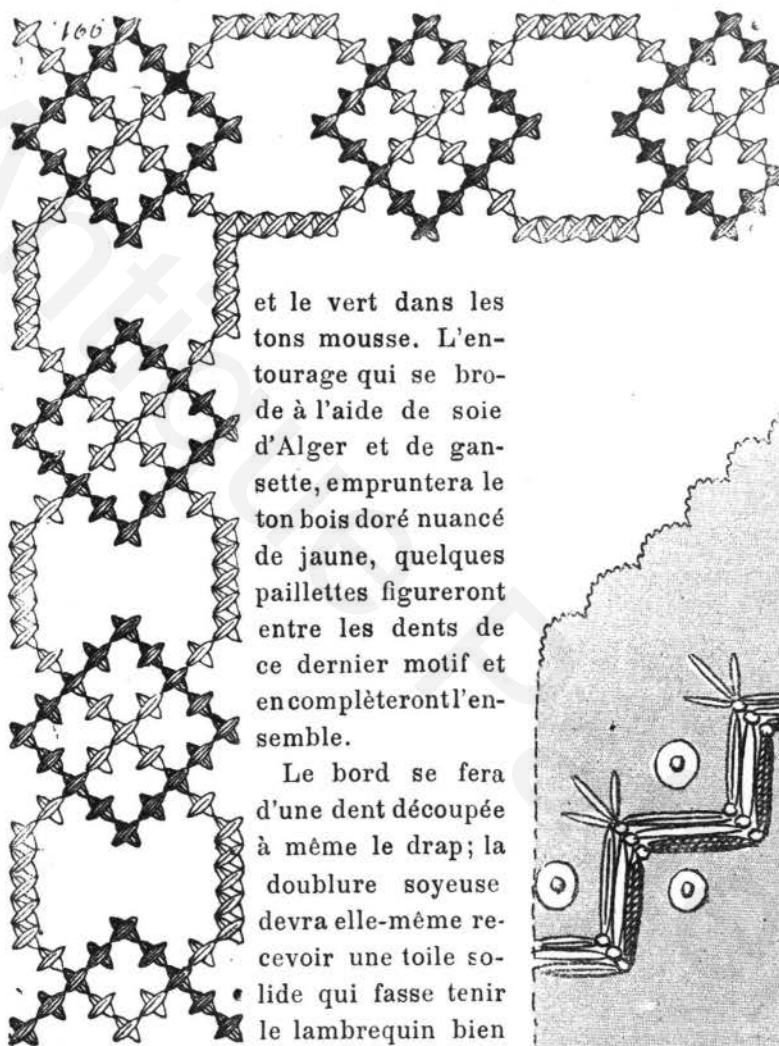 166
et le vert dans les
tons mousse. L'en-
tourage qui se bro-
de à l'aide de soie
d'Alger et de gan-
sette, empruntera le
ton bois doré nuancé
de jaune, quelques
paillettes figureront
entre les dents de
ce dernier motif et
en complèteront l'en-
semble.
Le bord se fera
d'une dent découpée
à même le drap; la
doublure soyeuse
devra elle-même re-
cevoir une toile so-
lide qui fasse tenir
le lambrequin bien